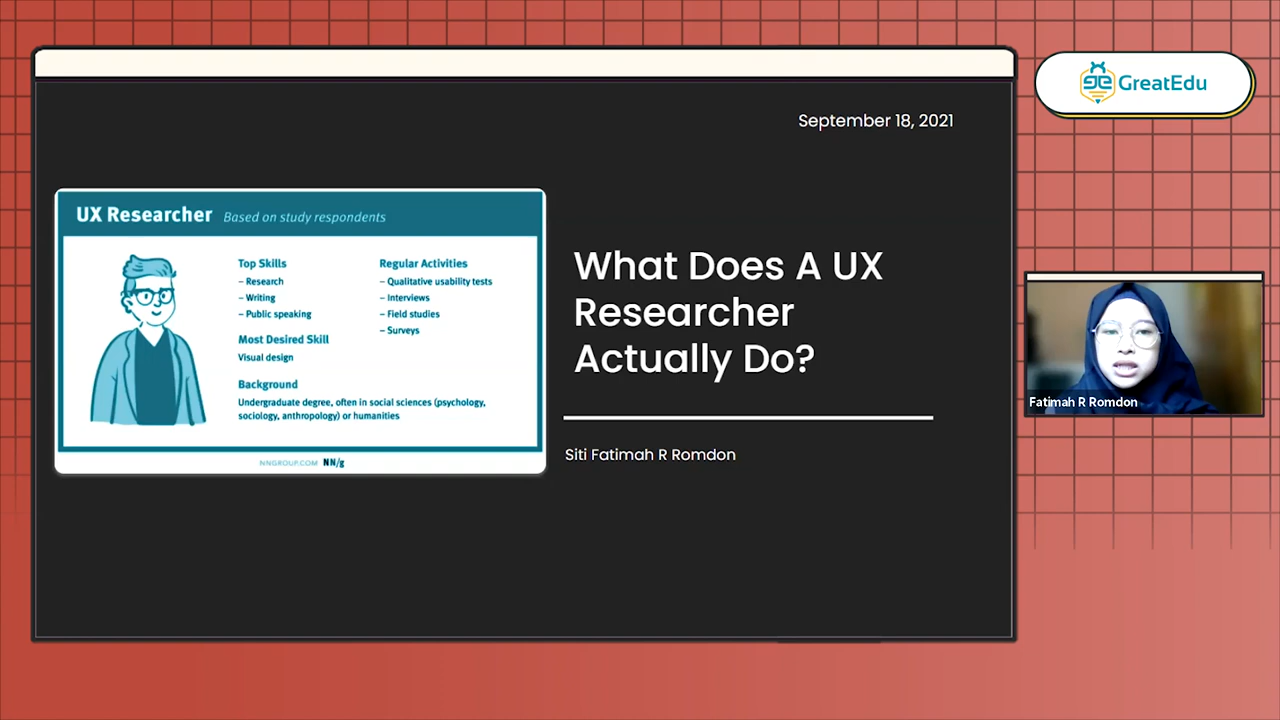 September 18, 2021
GreatEdu
UX Researcher Based on study respondents
Top Skills
– Research
– Writing
– Public speaking
Most Desired Skill
Visual design
Background
Undergraduate degree, often in social sciences (psychology,
sociology, anthropology) or humanities
Regular Activities
– Qualitative usability tests
– Interviews
– Field studies
– Surveys
NNGROUP.COM NN/g
What Does A UX
Researcher
Actually Do?
Siti Fatimah R Romdon
Fatimah R Romdon